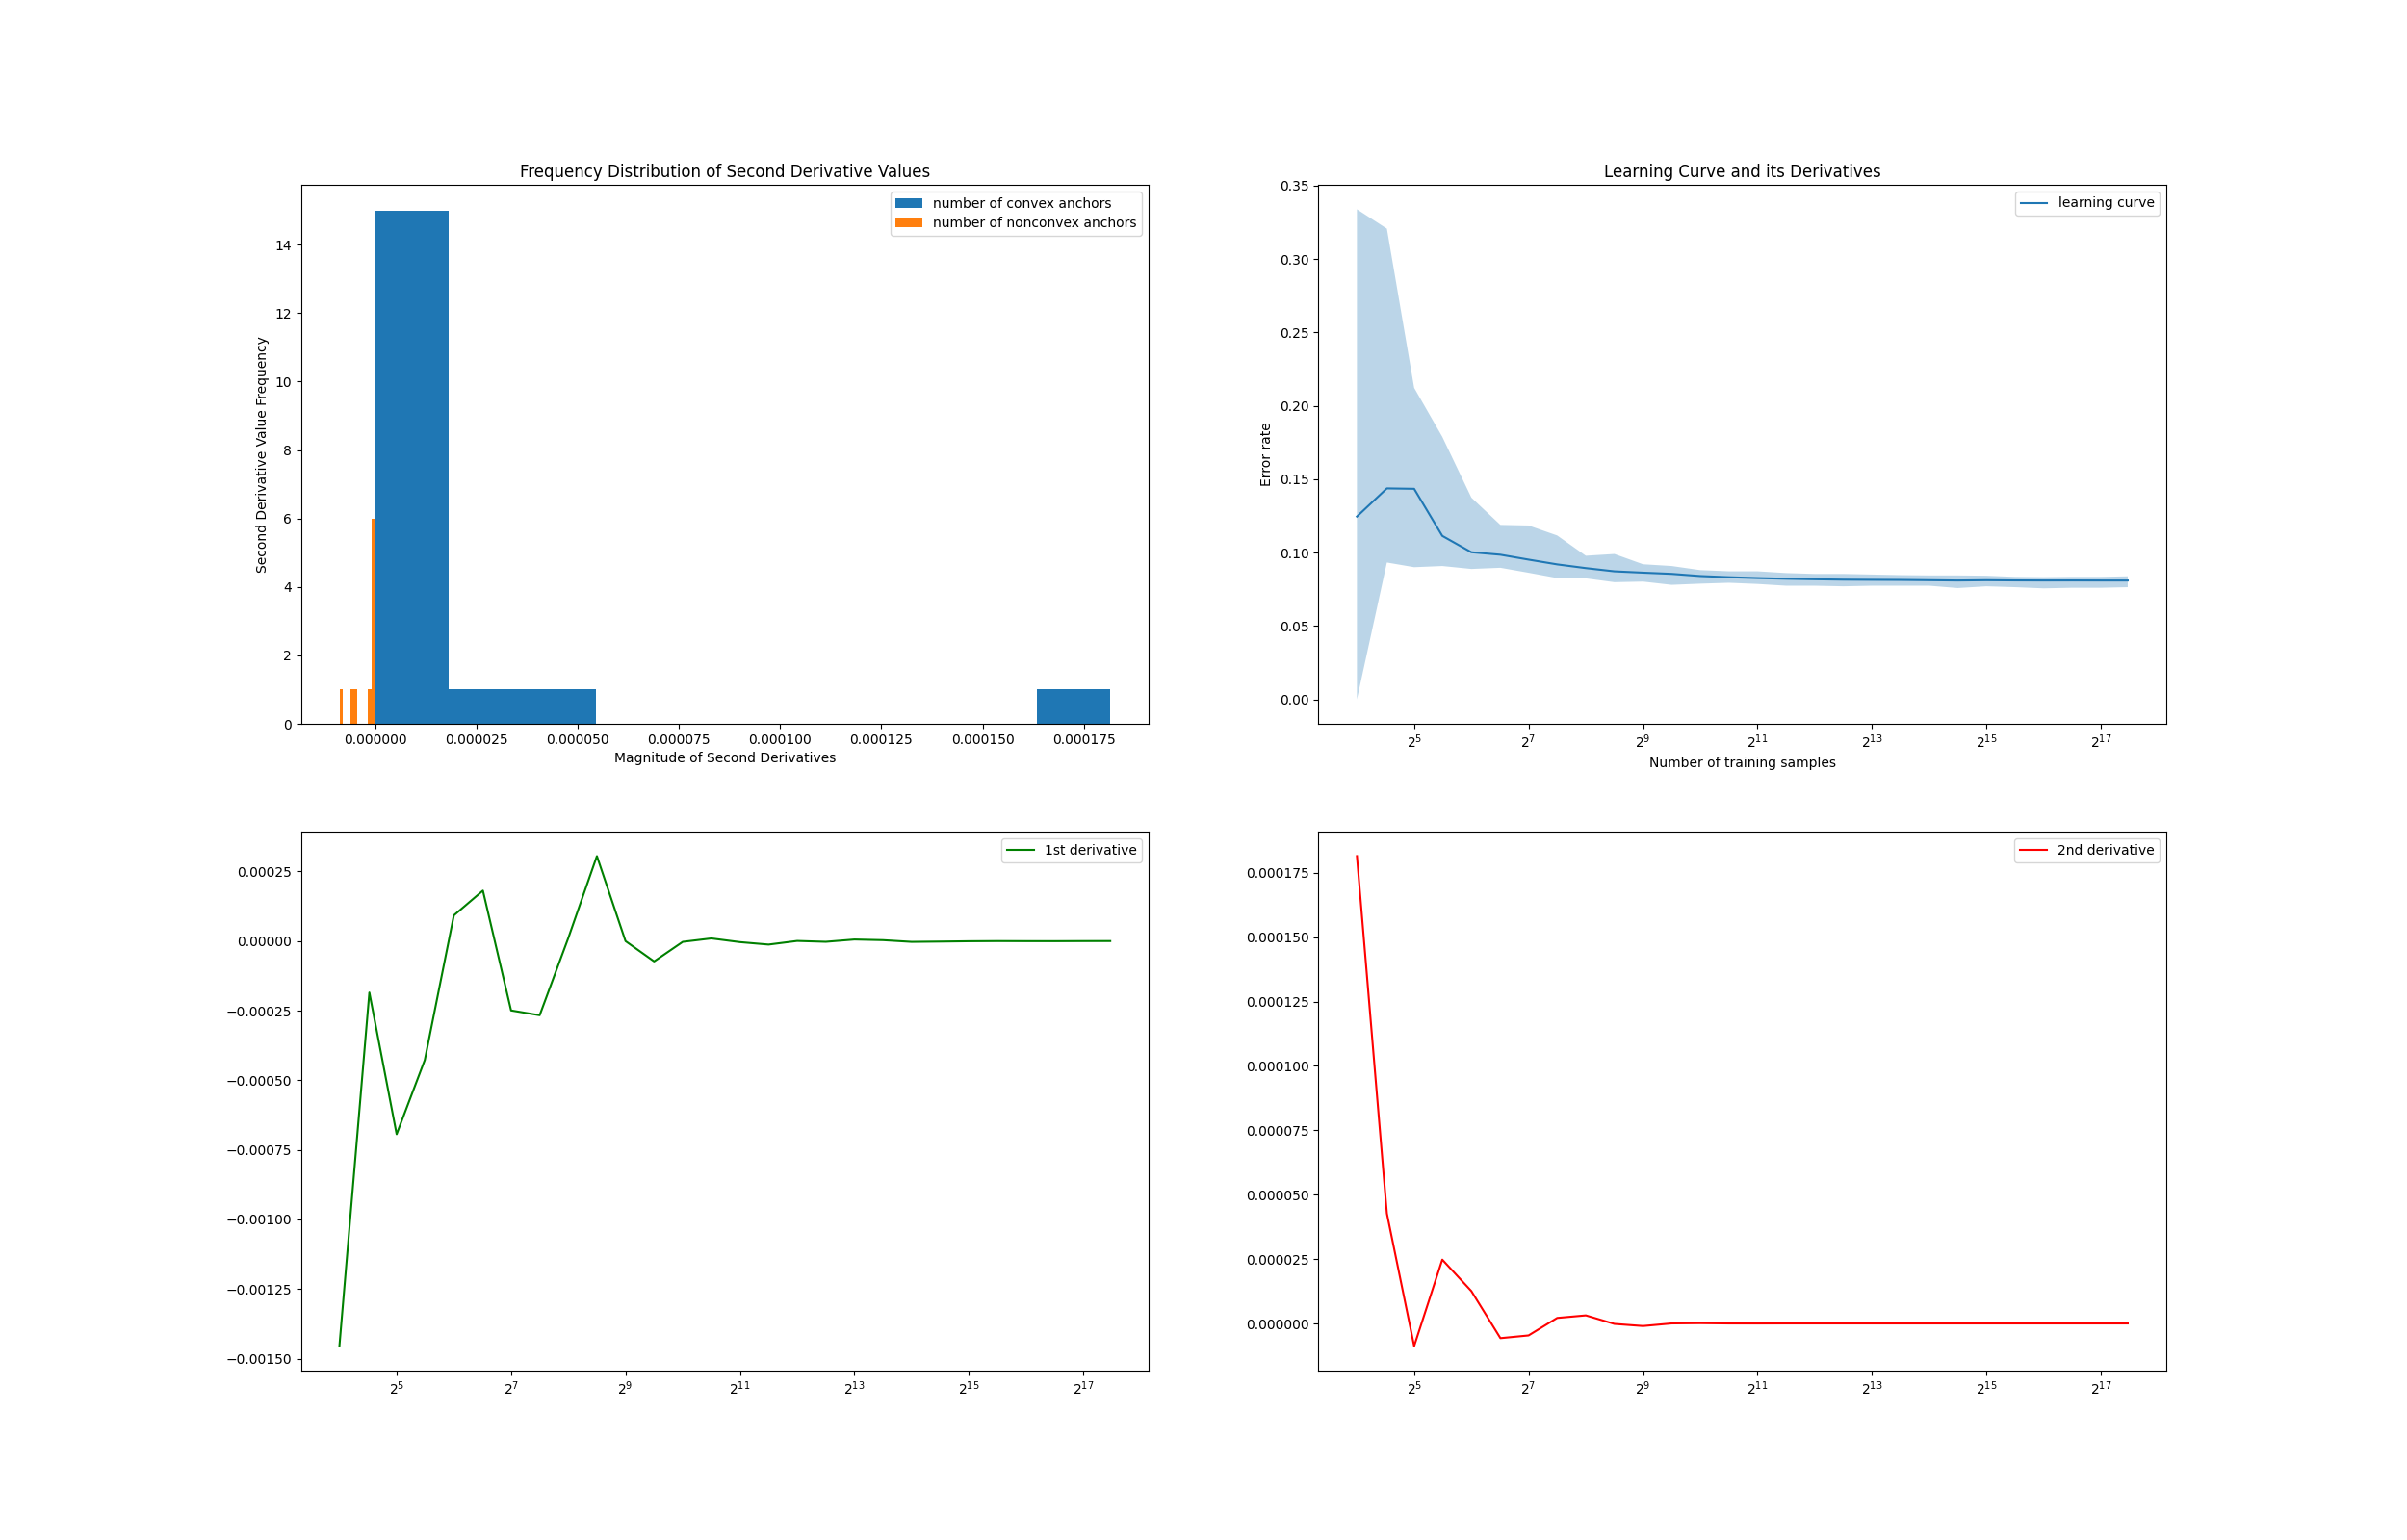 Frequency Distribution of Second Derivative Values
number of convex anchors
number of nonconvex anchors
14
12
10
8
6
4
2
0
Second Derivative Value Frequency
0.000000 0.000025 0.000050 0.000075 0.000100 0.000125 0.000150 0.000175
Magnitude of Second Derivatives
Learning Curve and its Derivatives
learning curve
0.35
0.30
0.25
0.20
0.15
0.10
0.05
0.00
Error rate
2^5 2^7 2^9 2^11 2^13 2^15 2^17
Number of training samples
1st derivative
0.00025
0.00000
−0.00025
−0.00050
−0.00075
−0.00100
−0.00125
−0.00150
2^5 2^7 2^9 2^11 2^13 2^15 2^17
2nd derivative
0.000175
0.000150
0.000125
0.000100
0.000075
0.000050
0.000025
0.000000
2^5 2^7 2^9 2^11 2^13 2^15 2^17